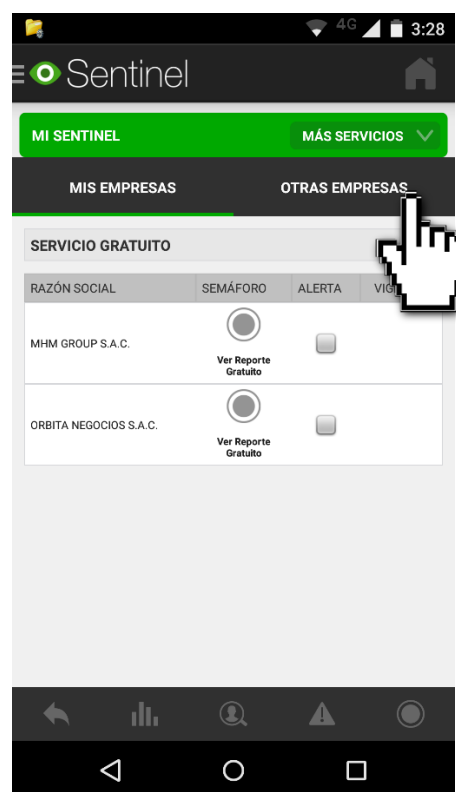 4G 3:28
Sentinel
MI SENTINEL MÁS SERVICIOS
MIS EMPRESAS OTRAS EMPRESAS
SERVICIO GRATUITO
RAZÓN SOCIAL SEMÁFORO ALERTA
MHM GROUP S.A.C.
Ver Reporte
Gratuito
ORBITA NEGOCIOS S.A.C.
Ver Reporte
Gratuito